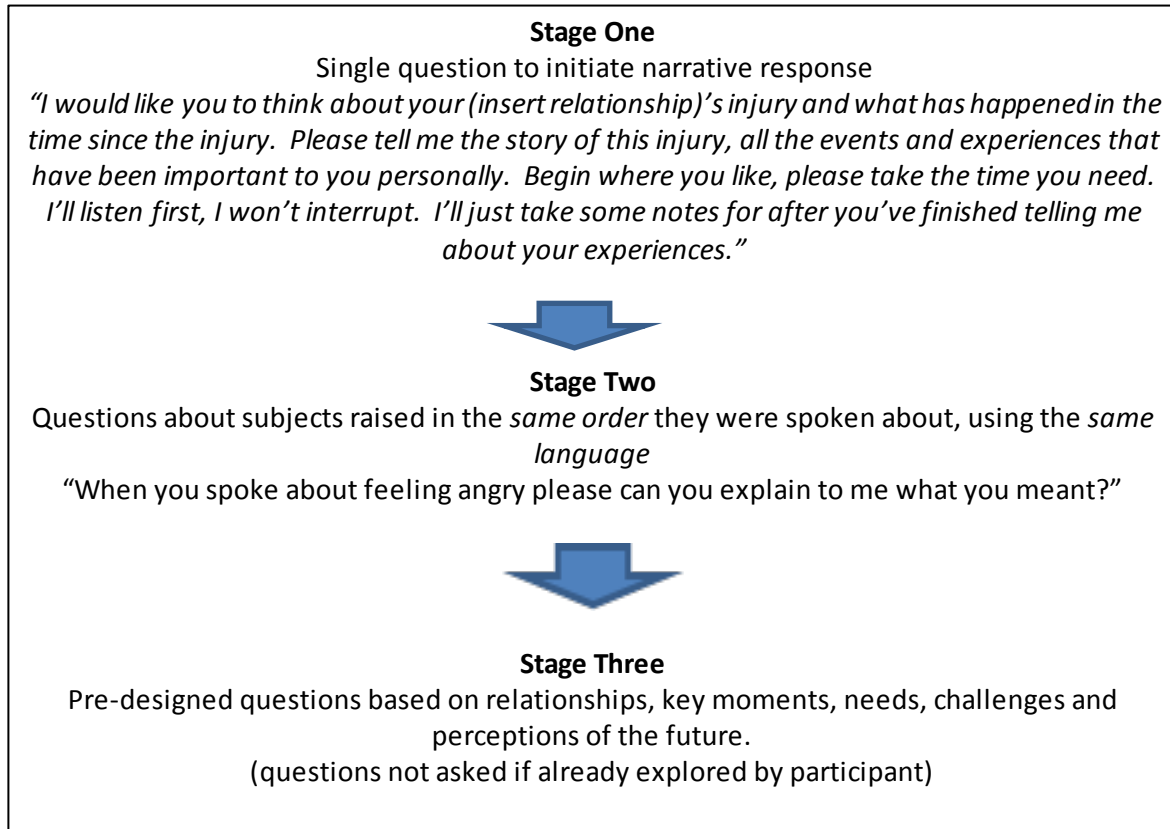 Stage One
Single question to initiate narrative response
“I would like you to think about your (insert relationship)’s injury and what has happened in the
time since the injury.  Please tell me the story of this injury, all the events and experiences that
have been important to you personally.  Begin where you like, please take the time you need.
I’ll listen first, I won’t interrupt.  I’ll just take some notes for after you’ve finished telling me
about your experiences.”
Stage Two
Questions about subjects raised in the same order they were spoken about, using the same
language
“When you spoke about feeling angry please can you explain to me what you meant?”
Stage Three
Pre-designed questions based on relationships, key moments, needs, challenges and
perceptions of the future.
(questions not asked if already explored by participant)